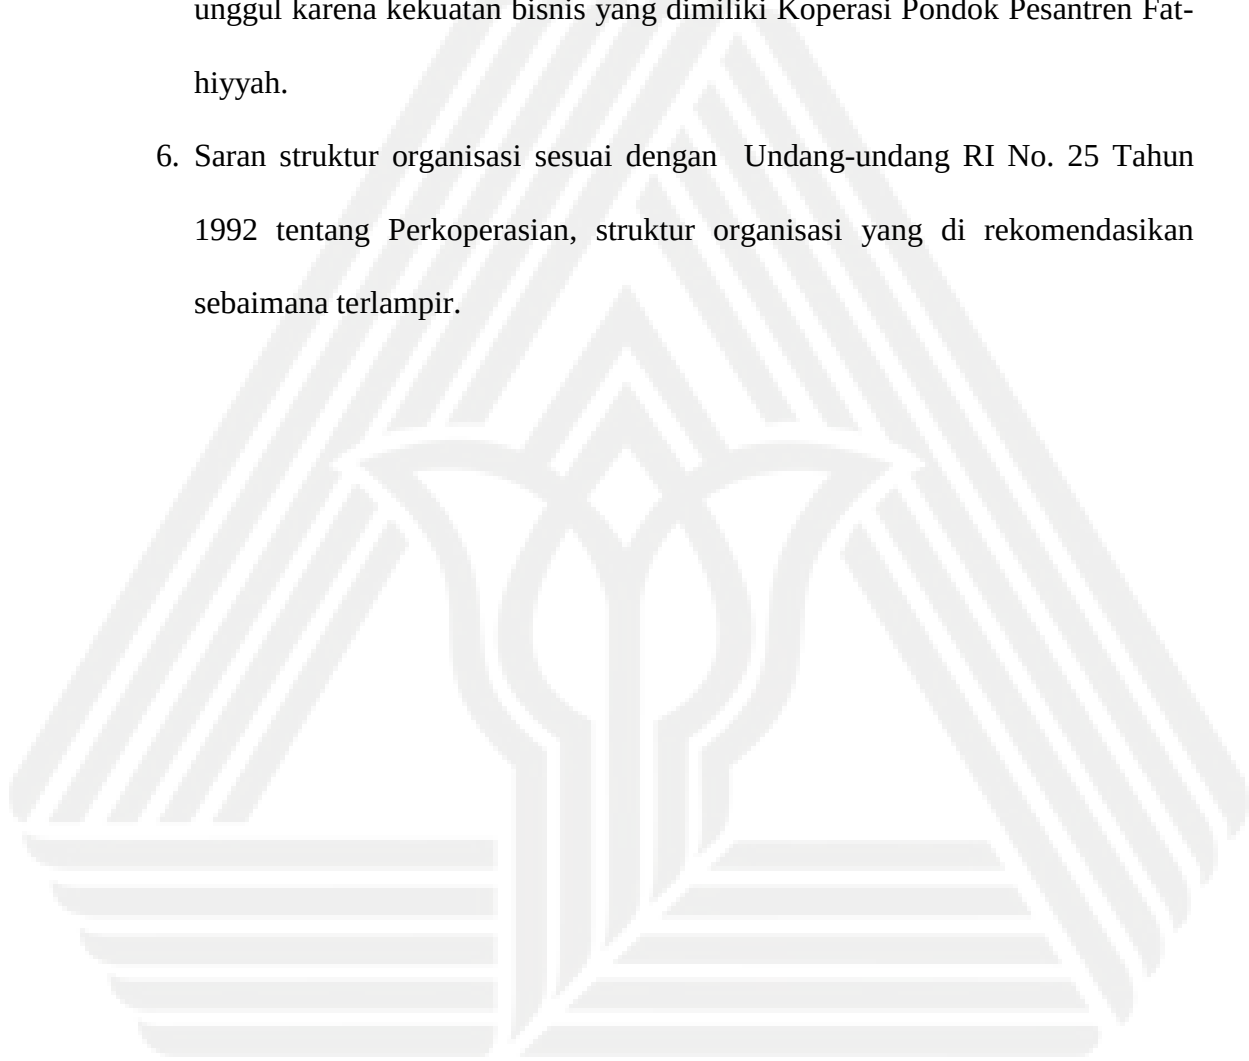 unggul karena kekuatan bisnis yang dimiliki Koperasi Pondok Pesantren Fat-
hiyyah.
6. Saran struktur organisasi sesuai dengan Undang-undang RI No. 25 Tahun
1992 tentang Perkoperasian, struktur organisasi yang di rekomendasikan
sebaimana terlampir.